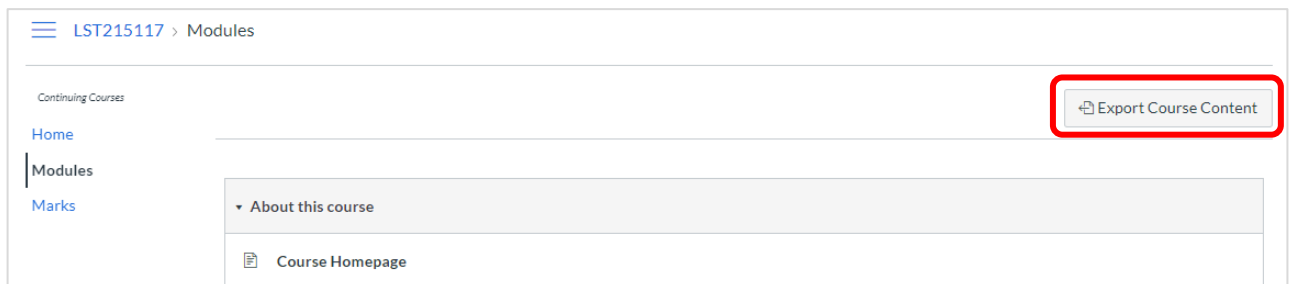 LST215117 › Modules
Continuing Courses
Export Course Content
Home
Modules
Marks
About this course
Course Homepage